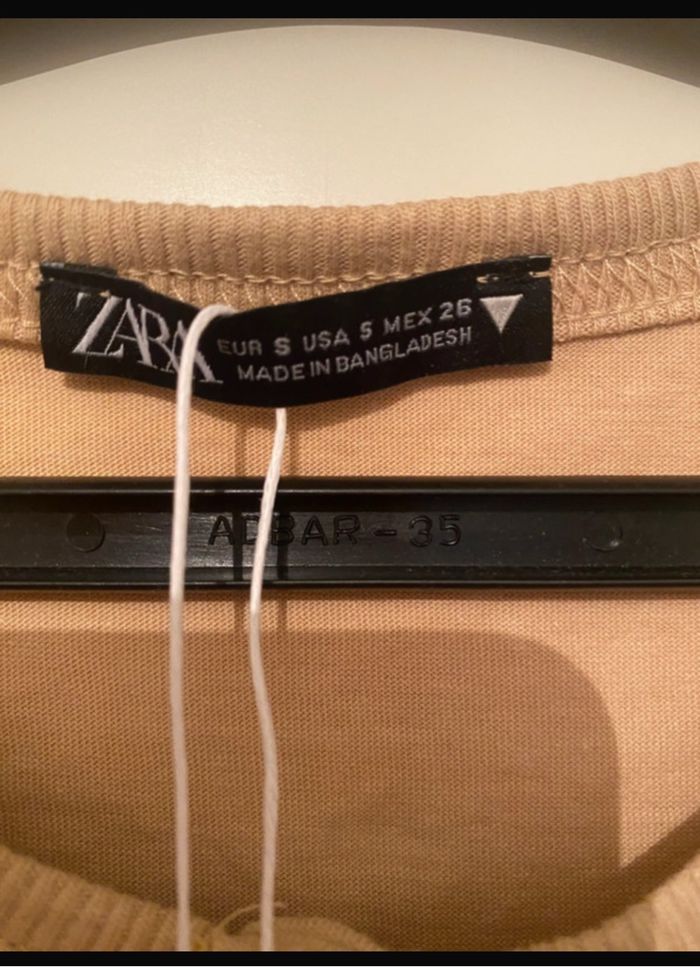 ZARA
EUR S USA S MEX 26
MADE IN BANGLADESH
ADBAR-35